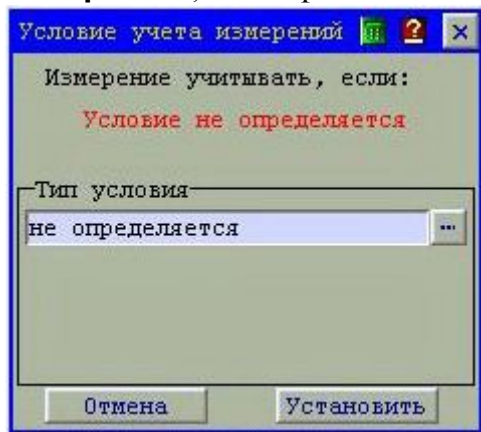 Условие учета измерений
Измерение учитывать, если:
Условие не определяется
Тип условия
не определяется ...
Отмена Установить